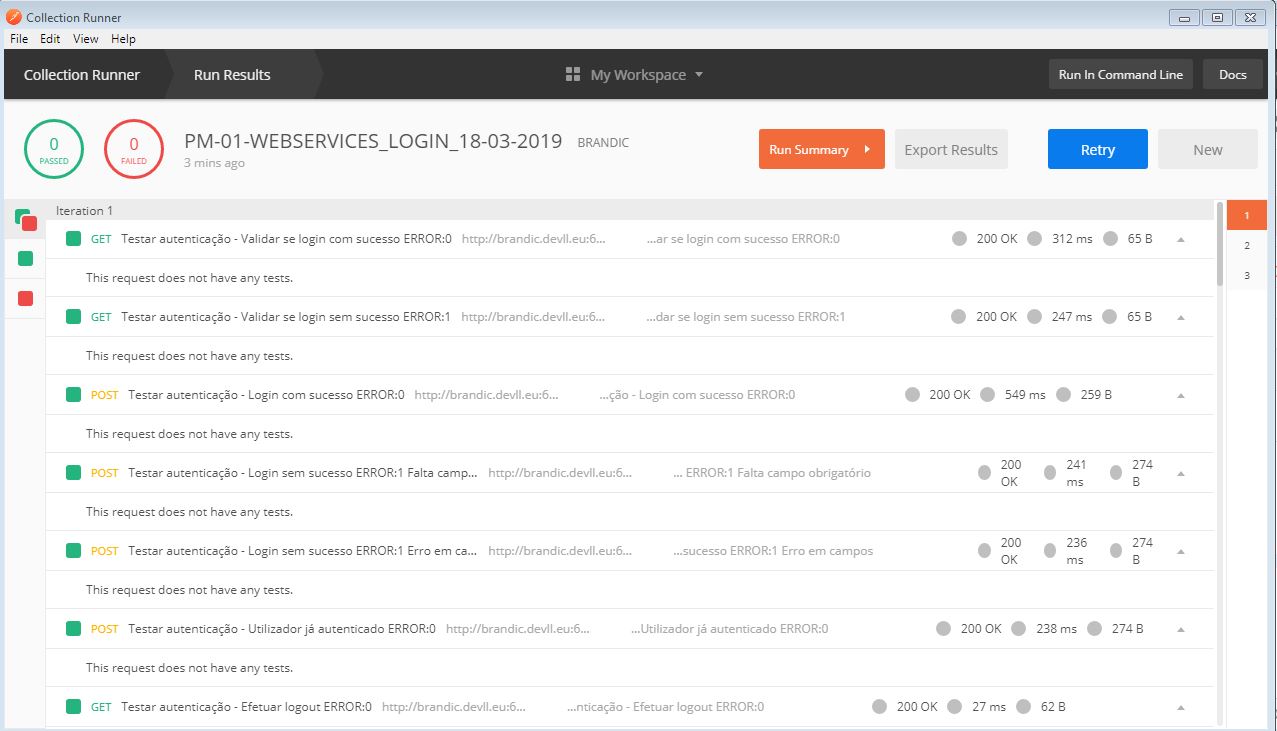 Collection Runner
File Edit View Help
Collection Runner Run Results My Workspace Run In Command Line Docs
0 PASSED 0 FAILED PM-01-WEBSERVICES_LOGIN_18-03-2019 BRANDIC
3 mins ago
Run Summary Export Results Retry New
Iteration 1
GET Testar autenticação - Validar se login com sucesso ERROR:0 http://brandic.devll.eu:6... ...ar se login com sucesso ERROR:0 200 OK 312 ms 65 B
This request does not have any tests.
GET Testar autenticação - Validar se login sem sucesso ERROR:1 http://brandic.devll.eu:6... ...dar se login sem sucesso ERROR:1 200 OK 247 ms 65 B
This request does not have any tests.
POST Testar autenticação - Login com sucesso ERROR:0 http://brandic.devll.eu:6... ...ção - Login com sucesso ERROR:0 200 OK 549 ms 259 B
This request does not have any tests.
POST Testar autenticação - Login sem sucesso ERROR:1 Falta camp... http://brandic.devll.eu:6... ... ERROR:1 Falta campo obrigatório 200 OK 241 ms 274 B
This request does not have any tests.
POST Testar autenticação - Login sem sucesso ERROR:1 Erro em ca... http://brandic.devll.eu:6... ...sucesso ERROR:1 Erro em campos 200 OK 236 ms 274 B
This request does not have any tests.
POST Testar autenticação - Utilizador já autenticado ERROR:0 http://brandic.devll.eu:6... ...Utilizador já autenticado ERROR:0 200 OK 238 ms 274 B
This request does not have any tests.
GET Testar autenticação - Efetuar logout ERROR:0 http://brandic.devll.eu:6... ...nticação - Efetuar logout ERROR:0 200 OK 27 ms 62 B
1
2
3